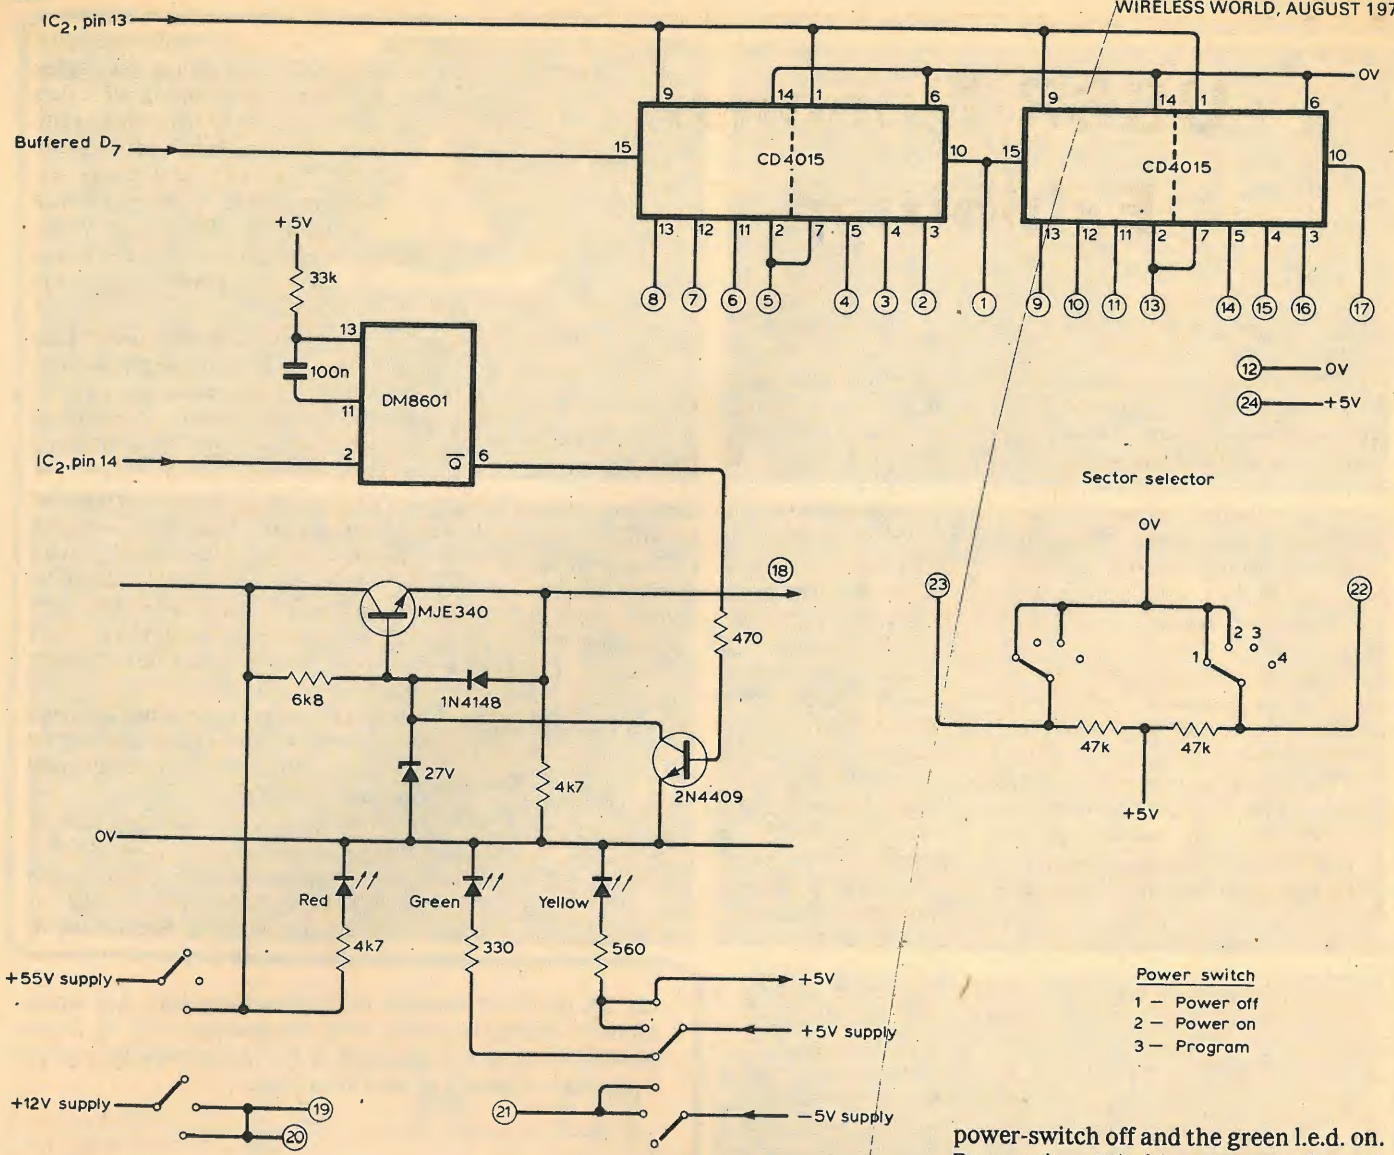 WIRELESS WORLD, AUGUST 197
IC2, pin 13
0V
9 14 1 6 9 14 1 6
Buffered D7
15 CD4015 10 15 CD4015 10
13 12 11 2 7 5 4 3 13 12 11 2 7 5 4 3
8 7 6 5 4 3 2 1 9 10 11 13 14 15 16 17
+5V
33k
13
100n
DM8601
11
IC2, pin 14
2 Q 6
12 0V
24 +5V
Sector selector
0V
23 22
2 3
1 4
47k 47k
+5V
18
MJE340
470
6k8 1N4148
27V
4k7
2N4409
0V
Red Green Yellow
4k7 330 560
+55V supply
+5V
+5V supply
+12V supply
19
20
21
-5V supply
Power switch
1 — Power off
2 — Power on
3 — Program
power-switch off and the green l.e.d. on.